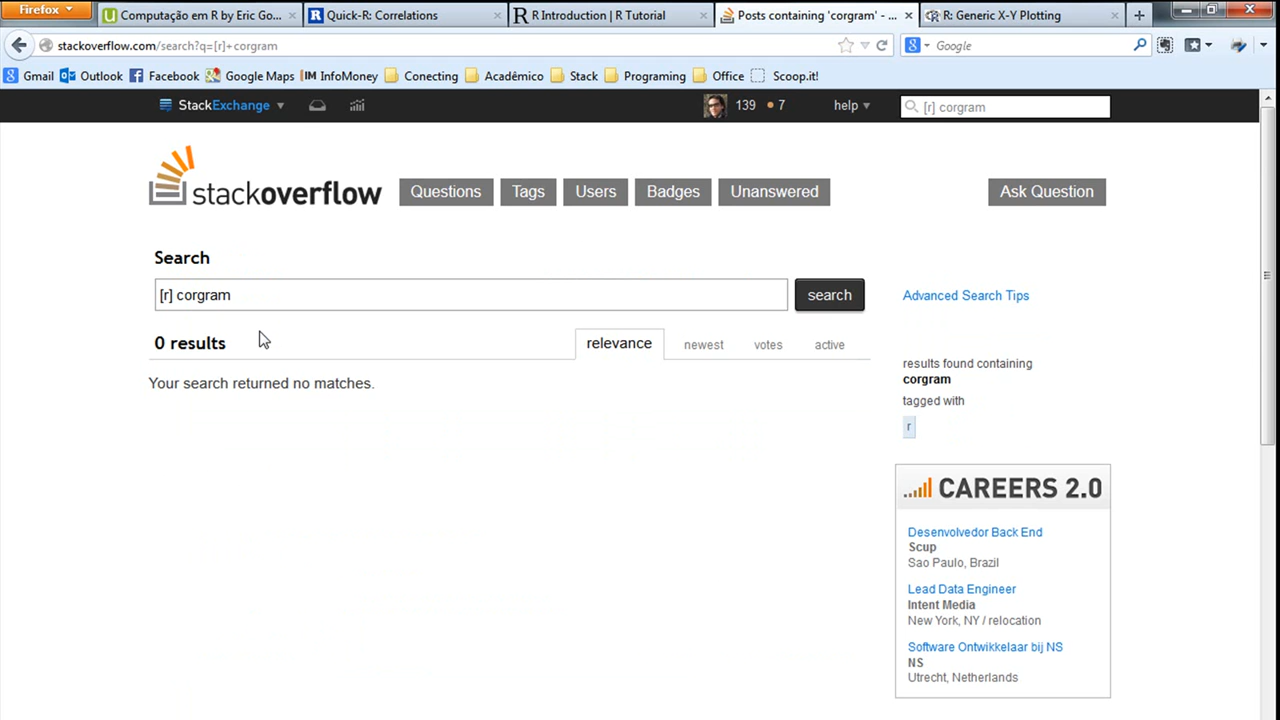 Firefox
Computação em R by Eric Go...
Quick-R: Correlations
R Introduction | R Tutorial
Posts containing 'corgram' - ...
R: Generic X-Y Plotting
stackoverflow.com/search?q=[r]+corgram
Google
Gmail
Outlook
Facebook
Google Maps
IM InfoMoney
Conecting
Acadêmico
Stack
Programing
Office
Scoop.it!
StackExchange
139
7
help
[r] corgram
stackoverflow
Questions
Tags
Users
Badges
Unanswered
Ask Question
Search
[r] corgram
search
Advanced Search Tips
0 results
relevance
newest
votes
active
Your search returned no matches.
results found containing
corgram
tagged with
r
CAREERS 2.0
Desenvolvedor Back End
Scup
Sao Paulo, Brazil
Lead Data Engineer
Intent Media
New York, NY / relocation
Software Ontwikkelaar bij NS
NS
Utrecht, Netherlands